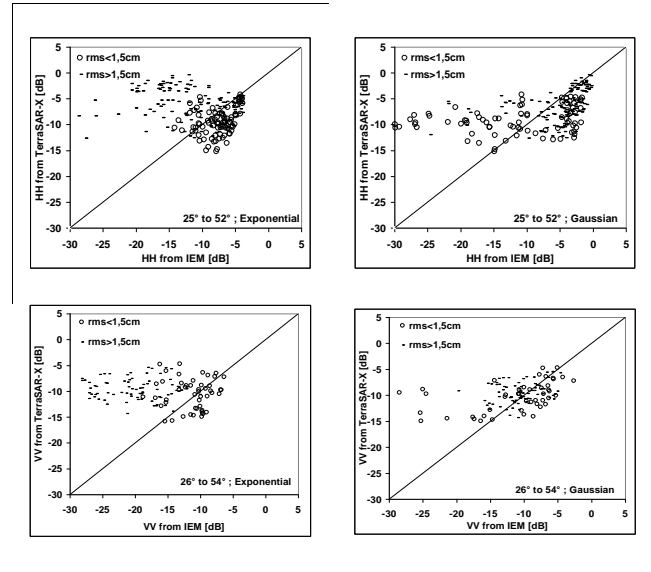 5
0
-5
-10
-15
-20
-25
-30
HH from TerraSAR-X [dB]
rms<1,5cm
rms>1,5cm
25° to 52° ; Exponential
-30 -25 -20 -15 -10 -5 0 5
HH from IEM [dB]
5
0
-5
-10
-15
-20
-25
-30
HH from TerraSAR-X [dB]
rms<1,5cm
rms>1,5cm
25° to 52° ; Gaussian
-30 -25 -20 -15 -10 -5 0 5
HH from IEM [dB]
5
0
-5
-10
-15
-20
-25
-30
VV from TerraSAR-X [dB]
rms<1,5cm
rms>1,5cm
26° to 54° ; Exponential
-30 -25 -20 -15 -10 -5 0 5
VV from IEM [dB]
5
0
-5
-10
-15
-20
-25
-30
VV from TerraSAR-X [dB]
rms<1,5cm
rms>1,5cm
26° to 54° ; Gaussian
-30 -25 -20 -15 -10 -5 0 5
VV from IEM [dB]